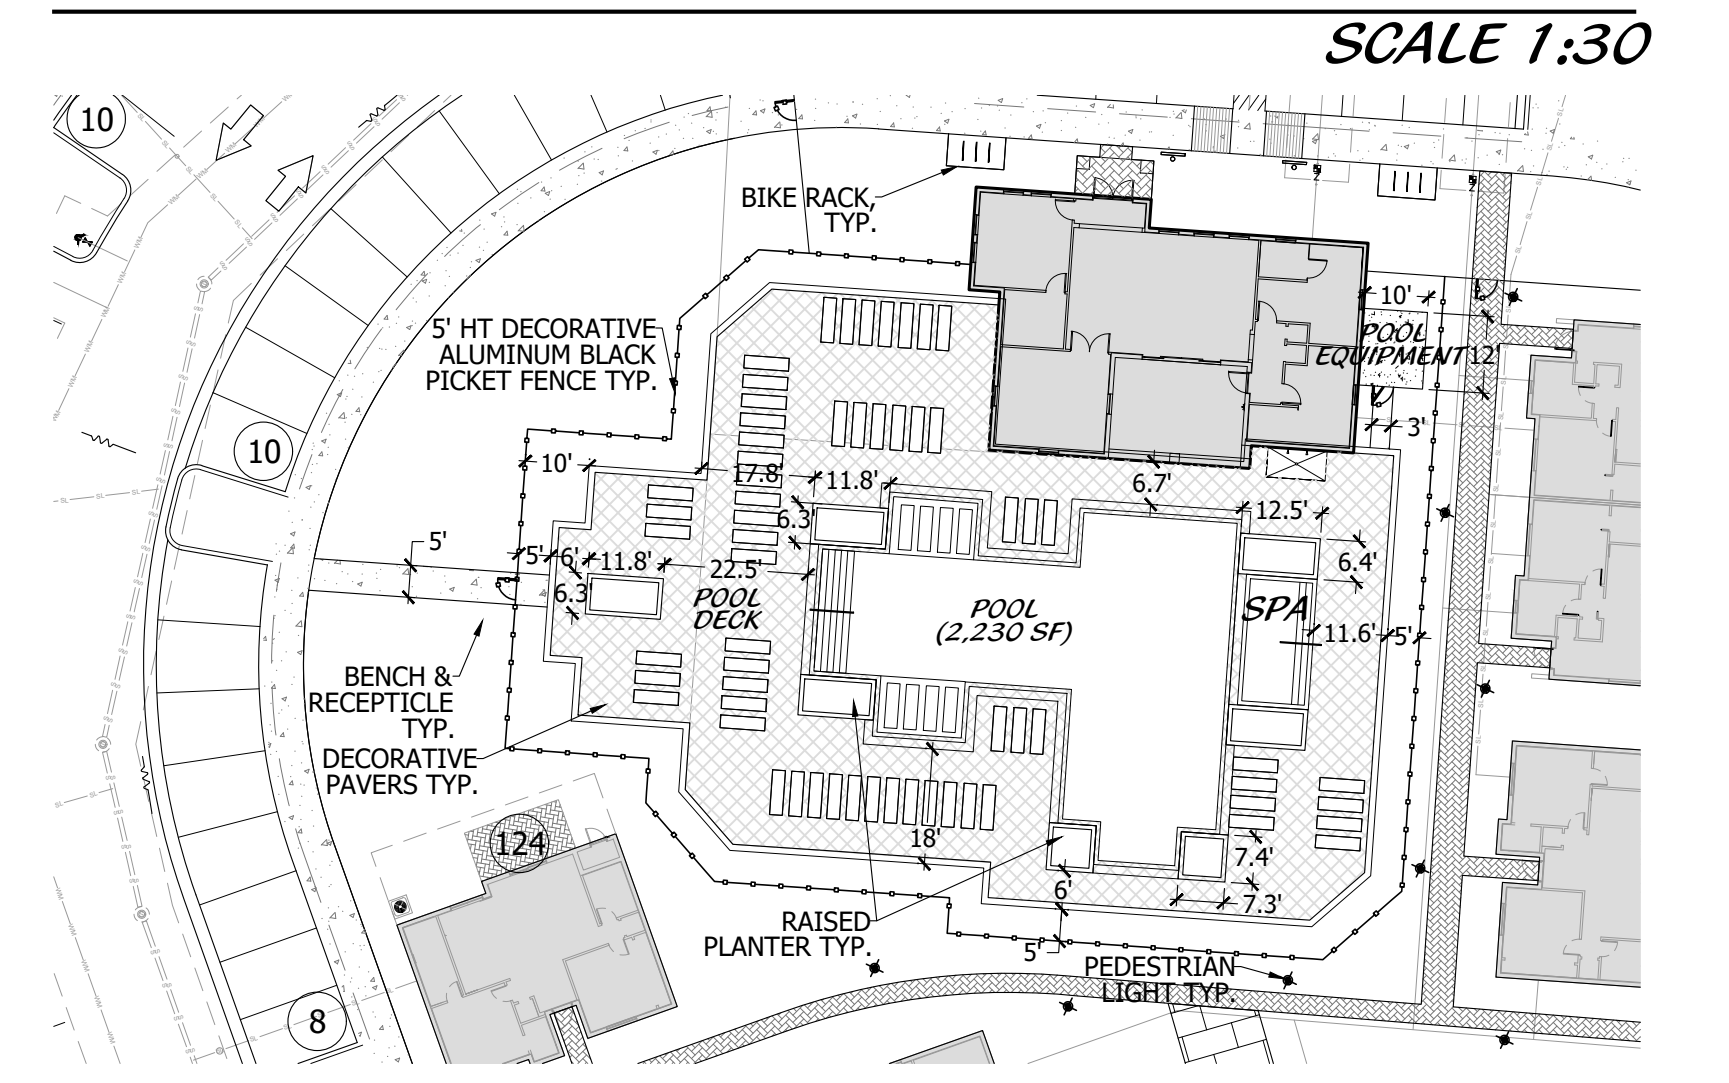 SCALE 1:30
10
BIKE RACK,
TYP.
5' HT DECORATIVE
ALUMINUM BLACK
PICKET FENCE TYP.
10'
POOL
EQUIPMENT
12'
3'
10
10'
17.8'
11.8'
6.7'
6.3'
12.5'
5'
5'
6'
11.8'
22.5'
6.4'
6.3'
POOL
DECK
POOL
(2,230 SF)
SPA
11.6'
5'
BENCH &
RECEPTICLE
TYP.
DECORATIVE
PAVERS TYP.
124
18'
7.4'
6'
7.3'
RAISED
PLANTER TYP.
5'
PEDESTRIAN
LIGHT TYP.
8